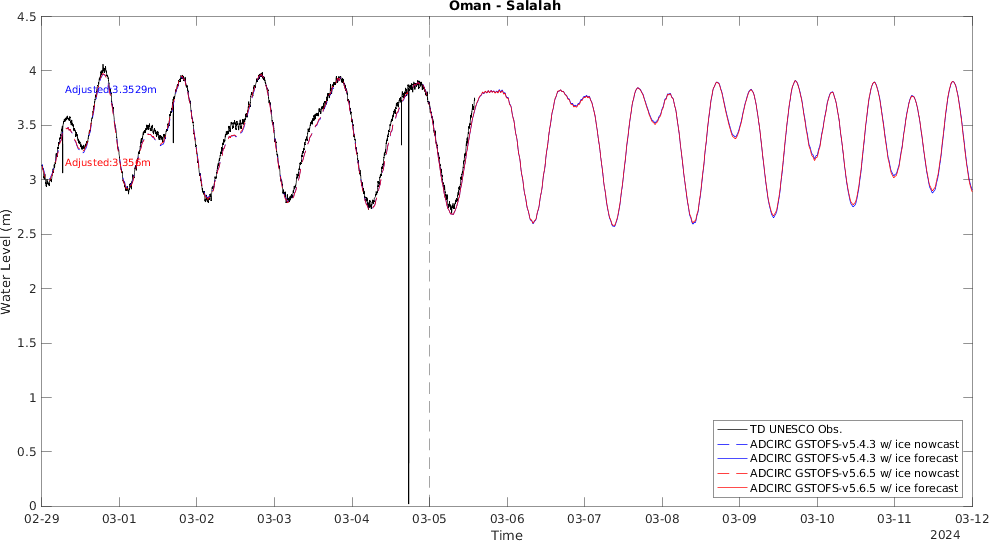 Oman - Salalah
4.5
4
3.5
3
2.5
2
1.5
1
0.5
0
Water Level (m)
Adjusted:3.3529m
Adjusted:3.356m
TD UNESCO Obs.
ADCIRC GSTOFS-v5.4.3 w/ ice nowcast
ADCIRC GSTOFS-v5.4.3 w/ ice forecast
ADCIRC GSTOFS-v5.6.5 w/ ice nowcast
ADCIRC GSTOFS-v5.6.5 w/ ice forecast
02-29 03-01 03-02 03-03 03-04 03-05 03-06 03-07 03-08 03-09 03-10 03-11 03-12
Time
2024